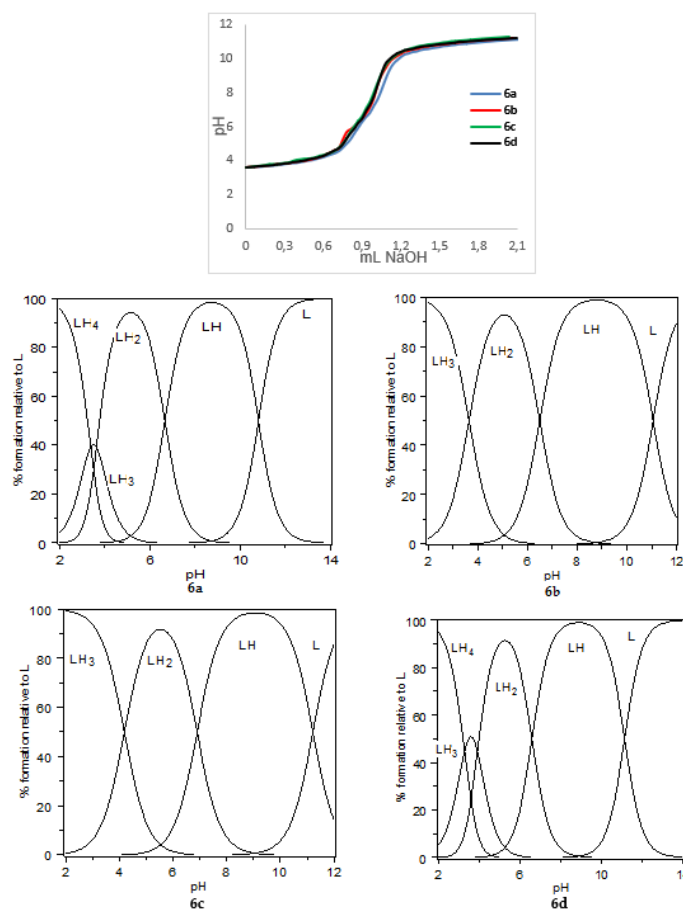 12
10
8
6
4
2
0
pH
6a
6b
6c
6d
0
0,3
0,6
0,9
1,2
1,5
1,8
2,1
mL NaOH
100
80
60
40
20
0
% formation relative to L
LH4
LH2
LH
L
LH3
2
6
10
14
pH
6a
100
80
60
40
20
0
% formation relative to L
LH3
LH2
LH
L
2
4
6
8
10
12
pH
6b
100
80
60
40
20
0
% formation relative to L
LH3
LH2
LH
L
2
4
6
8
10
12
pH
6c
100
80
60
40
20
0
% formation relative to L
LH4
LH2
LH
L
LH3
2
6
10
14
pH
6d